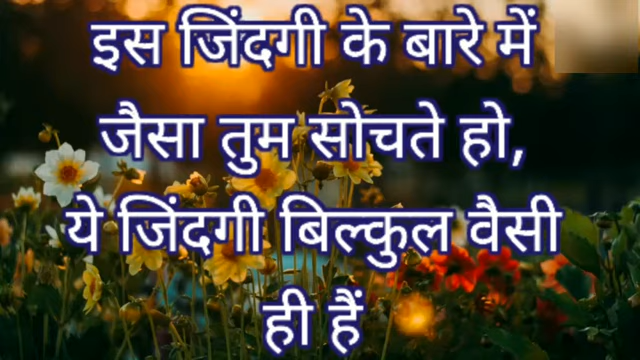 इस जिंदगी के बारे में
जैसा तुम सोचते हो,
ये जिंदगी बिल्कुल वैसी
ही हैं